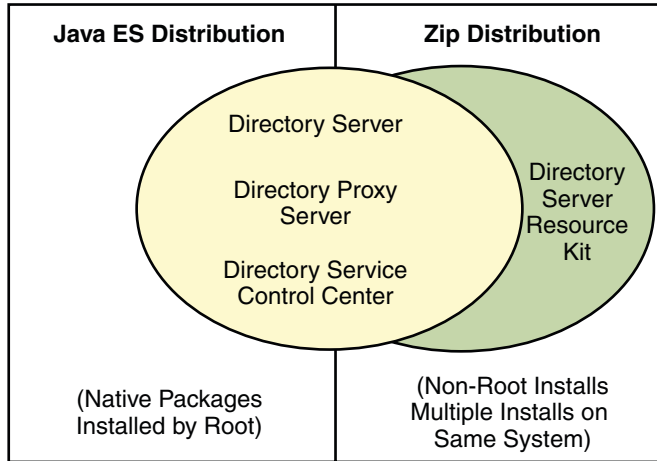 Java ES Distribution
Zip Distribution
Directory Server
Directory Proxy
Server
Directory Service
Control Center
Directory
Server
Resource
Kit
(Native Packages
Installed by Root)
(Non-Root Installs
Multiple Installs on
Same System)